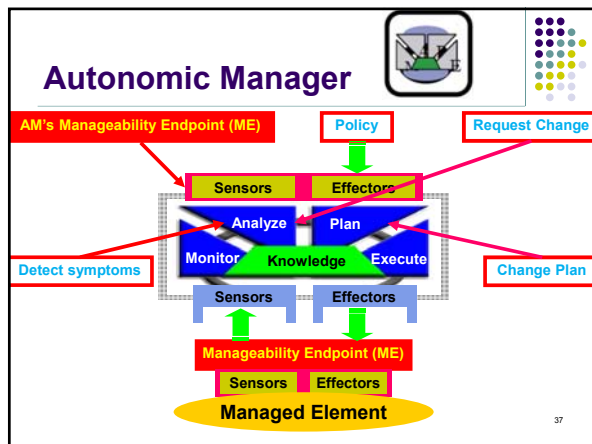 Autonomic Manager
M A P E
AM's Manageability Endpoint (ME)
Policy
Request Change
Sensors
Effectors
Analyze
Plan
Monitor
Knowledge
Execute
Detect symptoms
Change Plan
Sensors
Effectors
Manageability Endpoint (ME)
Sensors
Effectors
Managed Element
37